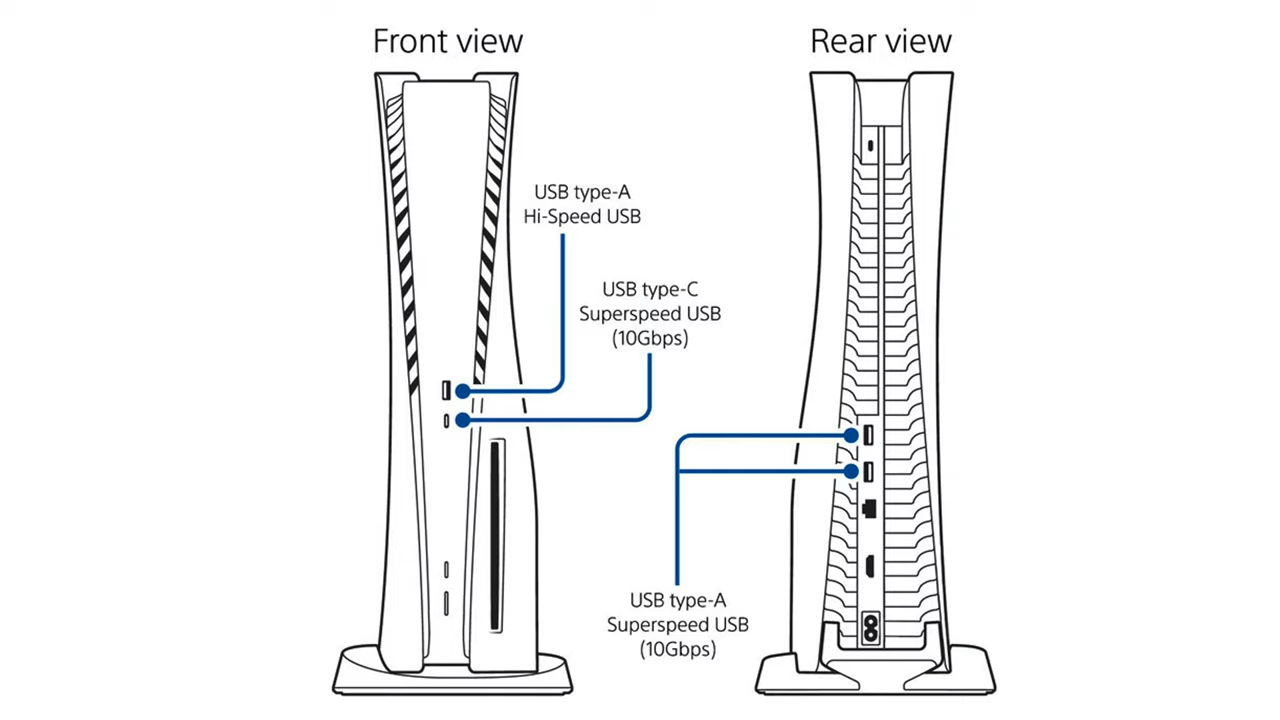 Front view
Rear view
USB type-A
Hi-Speed USB
USB type-C
Superspeed USB
(10Gbps)
USB type-A
Superspeed USB
(10Gbps)